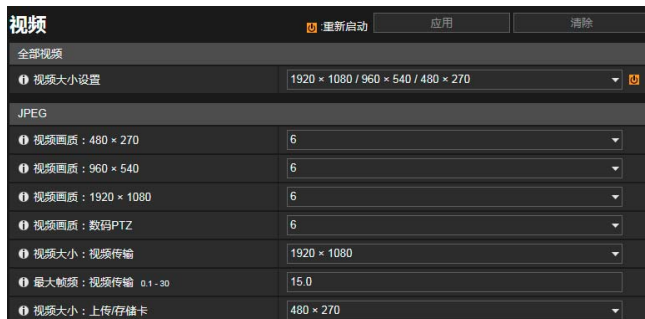 视频 :重新启动 应用 清除
全部视频
视频大小设置 1920 × 1080 / 960 × 540 / 480 × 270
JPEG
视频画质：480 × 270 6
视频画质：960 × 540 6
视频画质：1920 × 1080 6
视频画质：数码PTZ 6
视频大小：视频传输 1920 × 1080
最大帧频：视频传输 0.1 - 30 15.0
视频大小：上传/存储卡 480 × 270